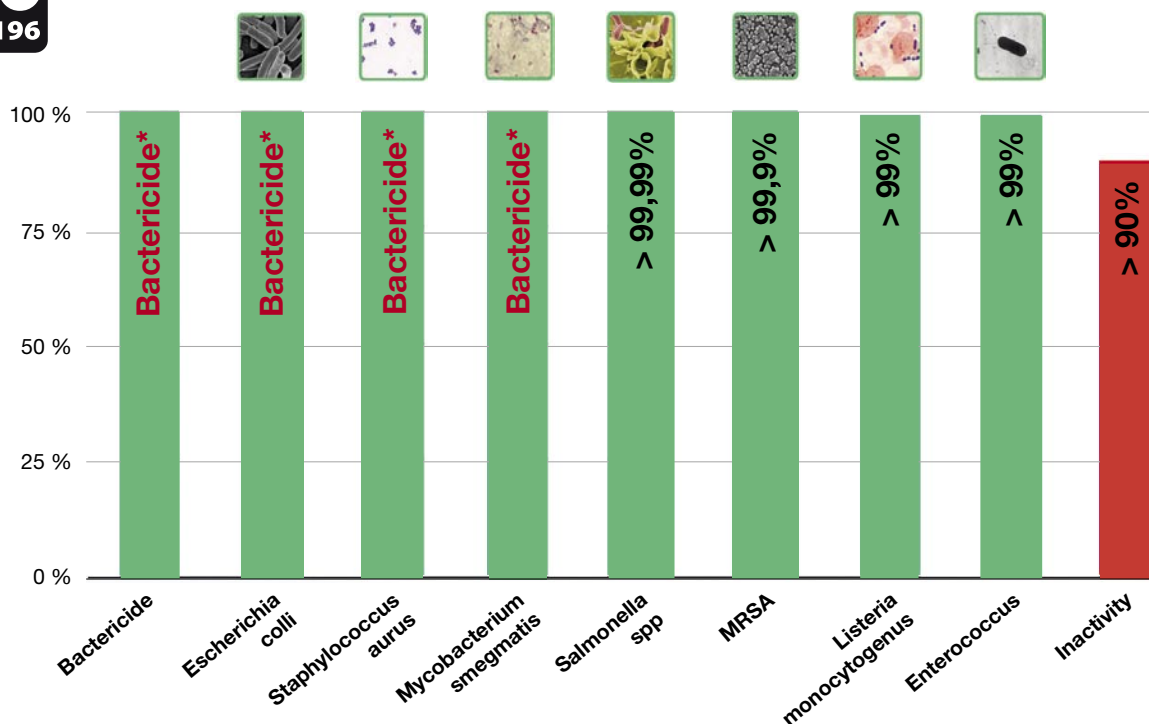 196
100 %
75 %
50 %
25 %
0 %
Bactericide*
Bactericide*
Bactericide*
Bactericide*
> 99,99%
> 99,9%
> 99%
> 99%
> 90%
Bactericide
Escherichia
colli
Staphylococcus
aurus
Mycobacterium
smegmatis
Salmonella
spp
MRSA
Listeria
monocytogenus
Enterococcus
Inactivity